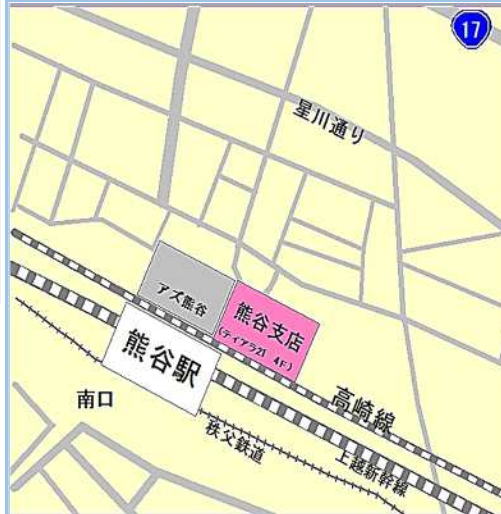 17
星川通り
アズ熊谷
熊谷支店
(ティアラ21 4F)
熊谷駅
高崎線
南口
秩父鉄道
上越新幹線